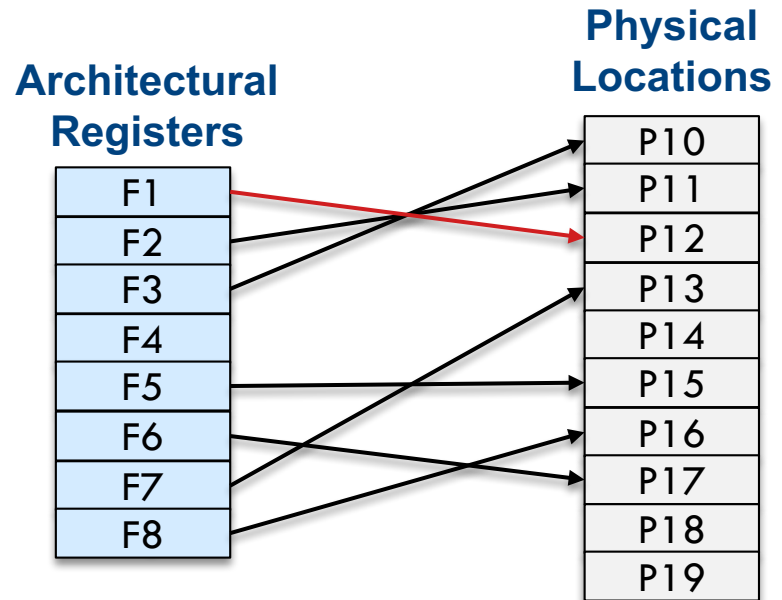 Architectural
Registers
F1
F2
F3
F4
F5
F6
F7
F8
Physical
Locations
P10
P11
P12
P13
P14
P15
P16
P17
P18
P19